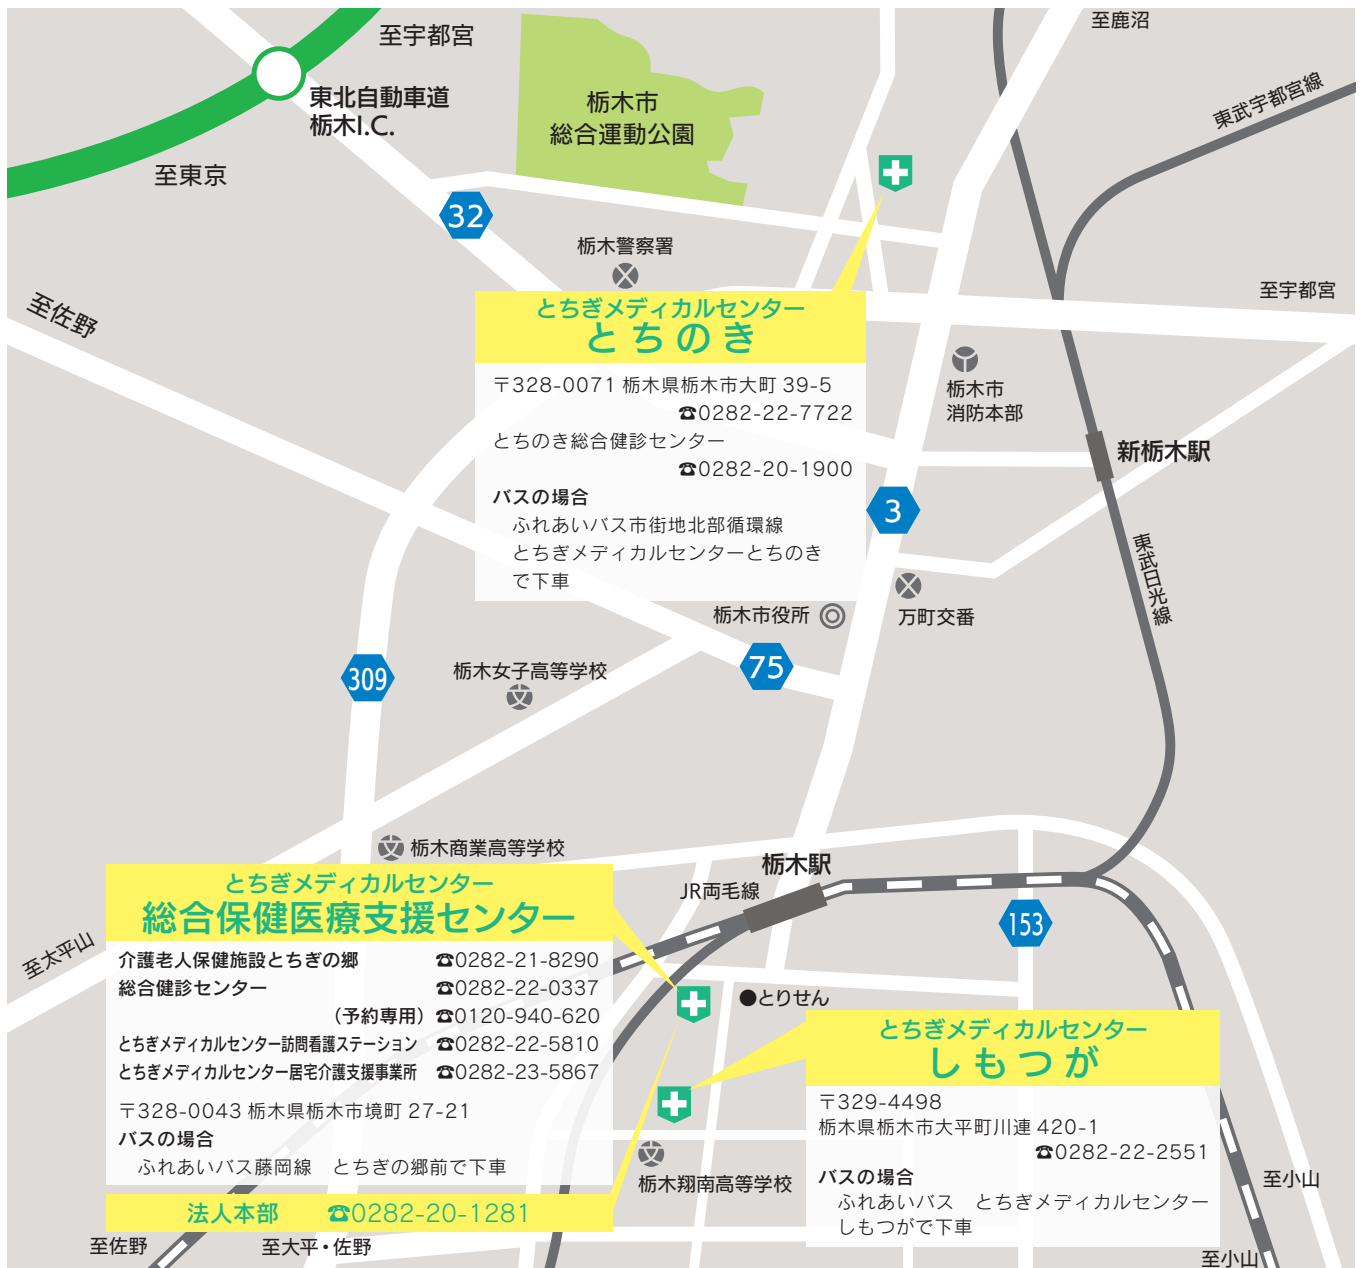 至宇都宮
至鹿沼
東武宇都宮線
東北自動車道
栃木I.C.
栃木市
総合運動公園
至東京
32
栃木警察署
至宇都宮
至佐野
とちぎメディカルセンター
とちのき
〒328-0071 栃木県栃木市大町 39-5
☎0282-22-7722
とちのき総合健診センター
☎0282-20-1900
バスの場合
ふれあいバス市街地北部循環線
とちぎメディカルセンターとちのき
で下車
栃木市
消防本部
新栃木駅
3
東武日光線
栃木市役所
万町交番
75
栃木女子高等学校
309
栃木商業高等学校
栃木駅
JR両毛線
153
至太平山
とちぎメディカルセンター
総合保健医療支援センター
介護老人保健施設とちぎの郷 ☎0282-21-8290
総合健診センター ☎0282-22-0337
(予約専用) ☎0120-940-620
とちぎメディカルセンター訪問看護ステーション ☎0282-22-5810
とちぎメディカルセンター居宅介護支援事業所 ☎0282-23-5867
〒328-0043 栃木県栃木市境町 27-21
バスの場合
ふれあいバス藤岡線　とちぎの郷前で下車
法人本部 ☎0282-20-1281
●とりせん
とちぎメディカルセンター
しもつが
〒329-4498
栃木県栃木市大平町川連 420-1
☎0282-22-2551
バスの場合
ふれあいバス　とちぎメディカルセンター
しもつがで下車
栃木翔南高等学校
至小山
至佐野
至大平・佐野
至小山